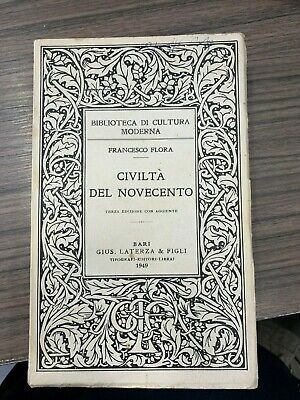 BIBLIOTECA DI CULTURA
MODERNA
FRANCESCO FLORA
CIVILTÀ
DEL NOVECENTO
TERZA EDIZIONE CON AGGIUNTE
BARI
GIUS. LATERZA & FIGLI
TIPOGRAFI-EDITORI-LIBRAI
1949